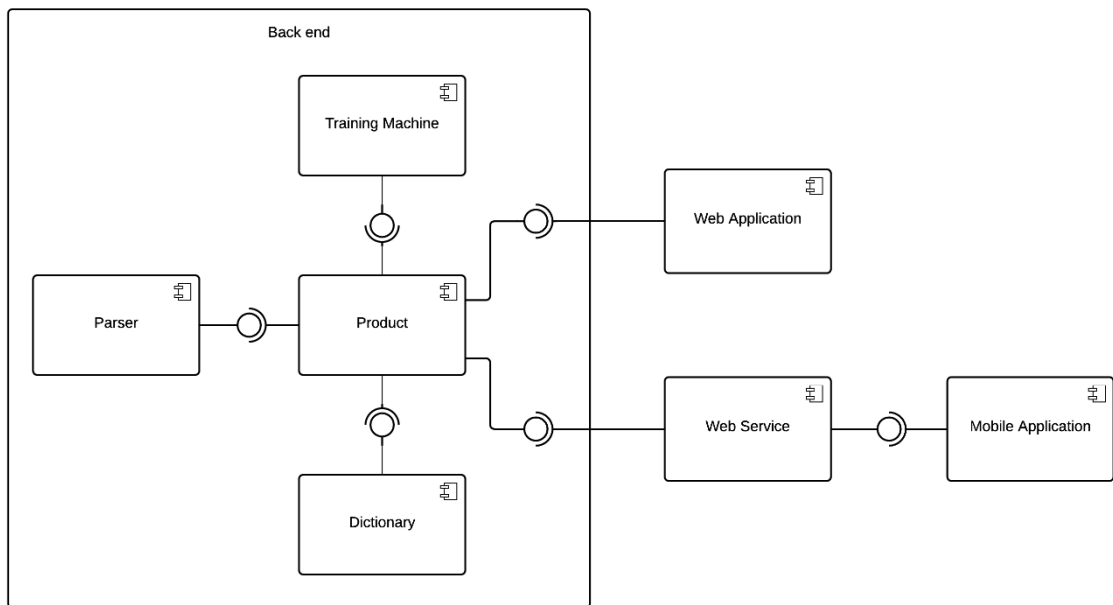 Back end
Training Machine
Web Application
Parser
Product
Web Service
Mobile Application
Dictionary